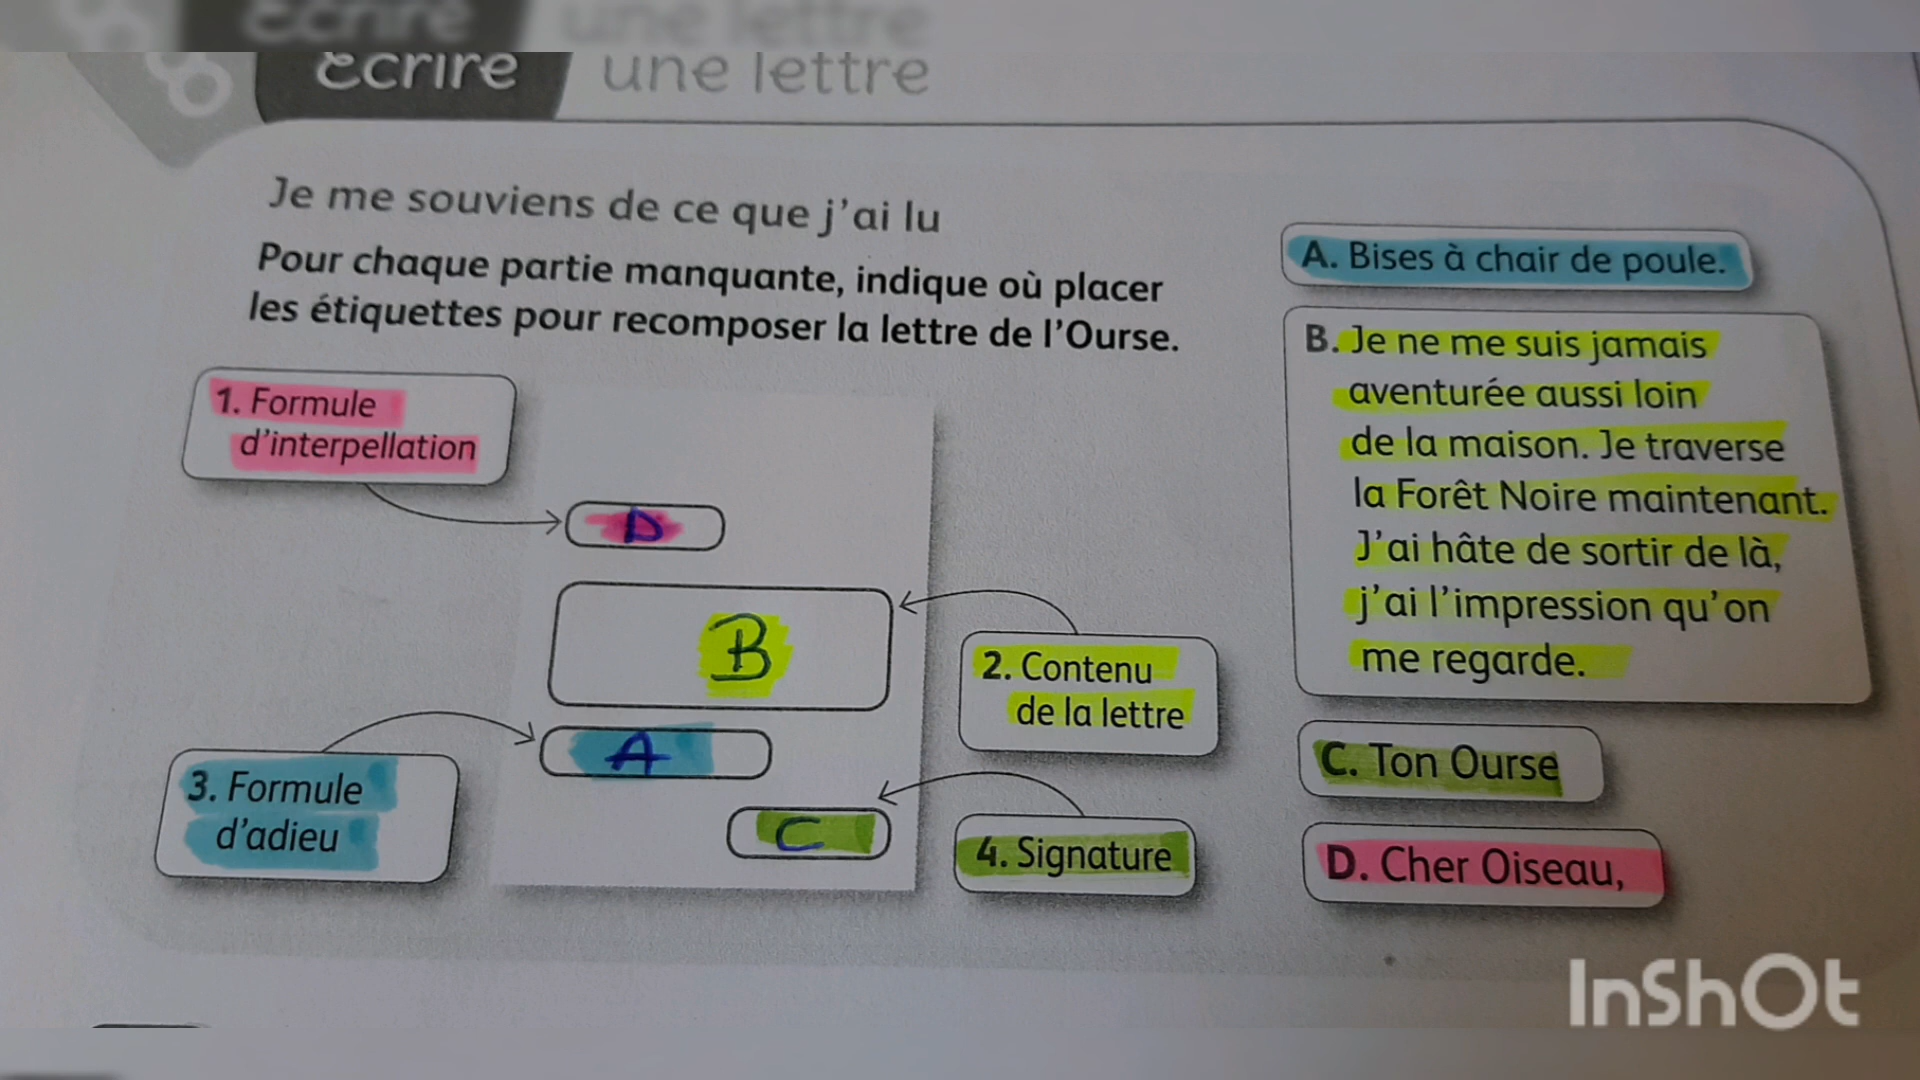 Écrire une lettre
Écrire une lettre
Je me souviens de ce que j'ai lu
Pour chaque partie manquante, indique où placer
les étiquettes pour recomposer la lettre de l'Ourse.
1. Formule
d'interpellation
D
B
2. Contenu
de la lettre
3. Formule
d'adieu
A
C
4. Signature
A. Bises à chair de poule.
B. Je ne me suis jamais
aventurée aussi loin
de la maison. Je traverse
la Forêt Noire maintenant.
J'ai hâte de sortir de là,
j'ai l'impression qu'on
me regarde.
C. Ton Ourse
D. Cher Oiseau,
InShOt